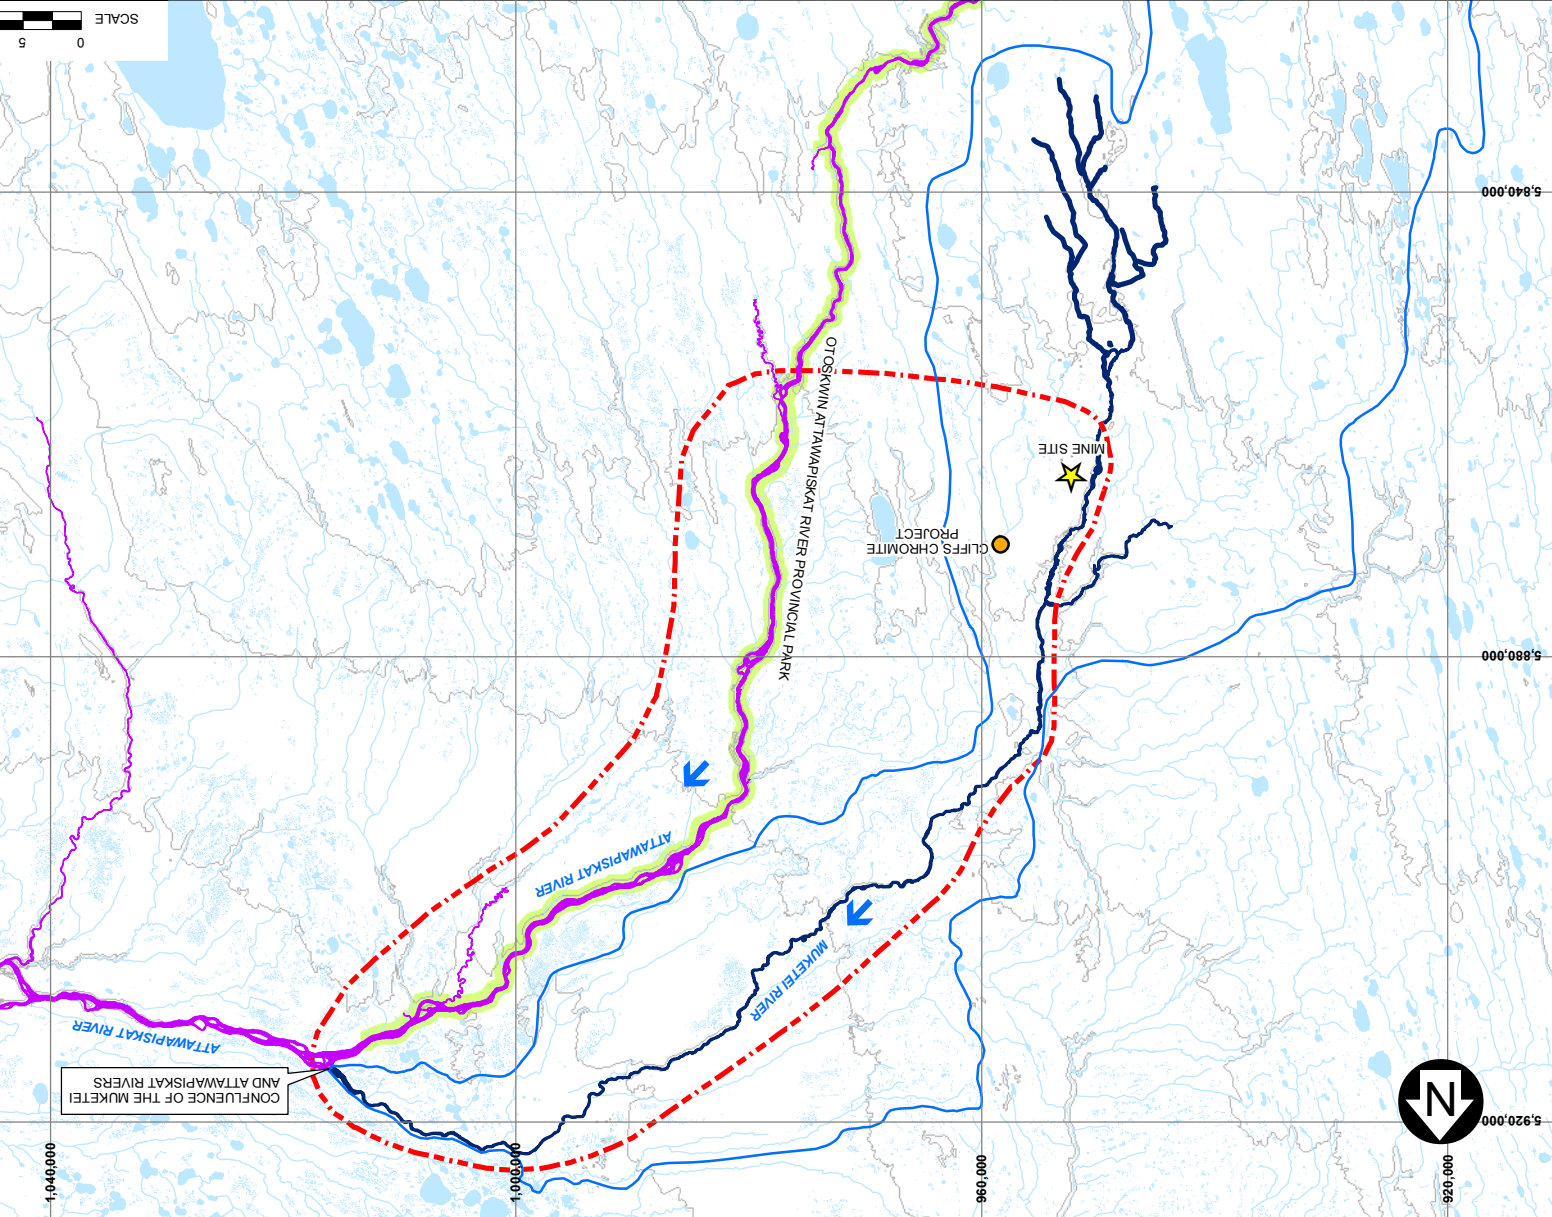 1,040,000
1,000,000
960,000
920,000
5,920,000
CONFLUENCE OF THE MUKETEI
AND ATTAWAPISKAT RIVERS
N
ATTAWAPISKAT RIVER
MUKETEI RIVER
ATTAWAPISKAT RIVER
5,880,000
OTOSKWIN ATTAWAPISKAT RIVER PROVINCIAL PARK
CLIFFS CHROMITE
PROJECT
MINE SITE
5,840,000
0
5
SCALE